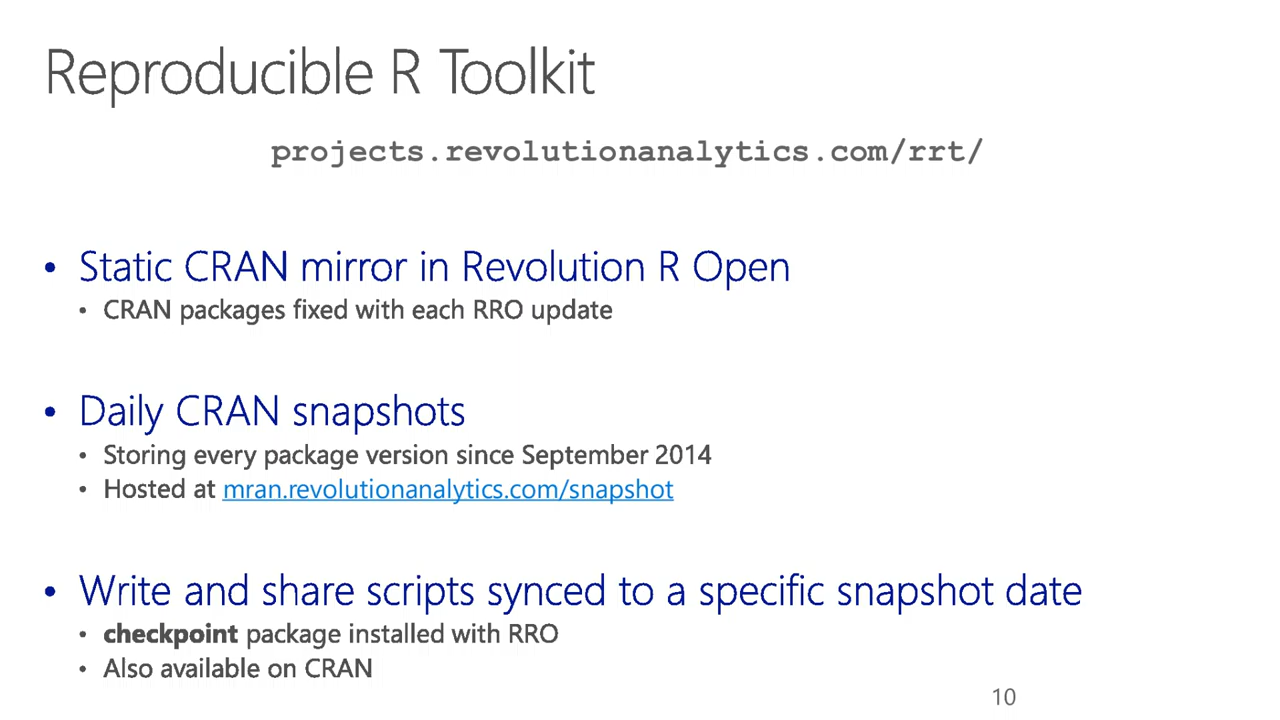 Reproducible R Toolkit
projects.revolutionanalytics.com/rrt/
• Static CRAN mirror in Revolution R Open
• CRAN packages fixed with each RRO update
• Daily CRAN snapshots
• Storing every package version since September 2014
• Hosted at mran.revolutionanalytics.com/snapshot
• Write and share scripts synced to a specific snapshot date
• checkpoint package installed with RRO
• Also available on CRAN
10